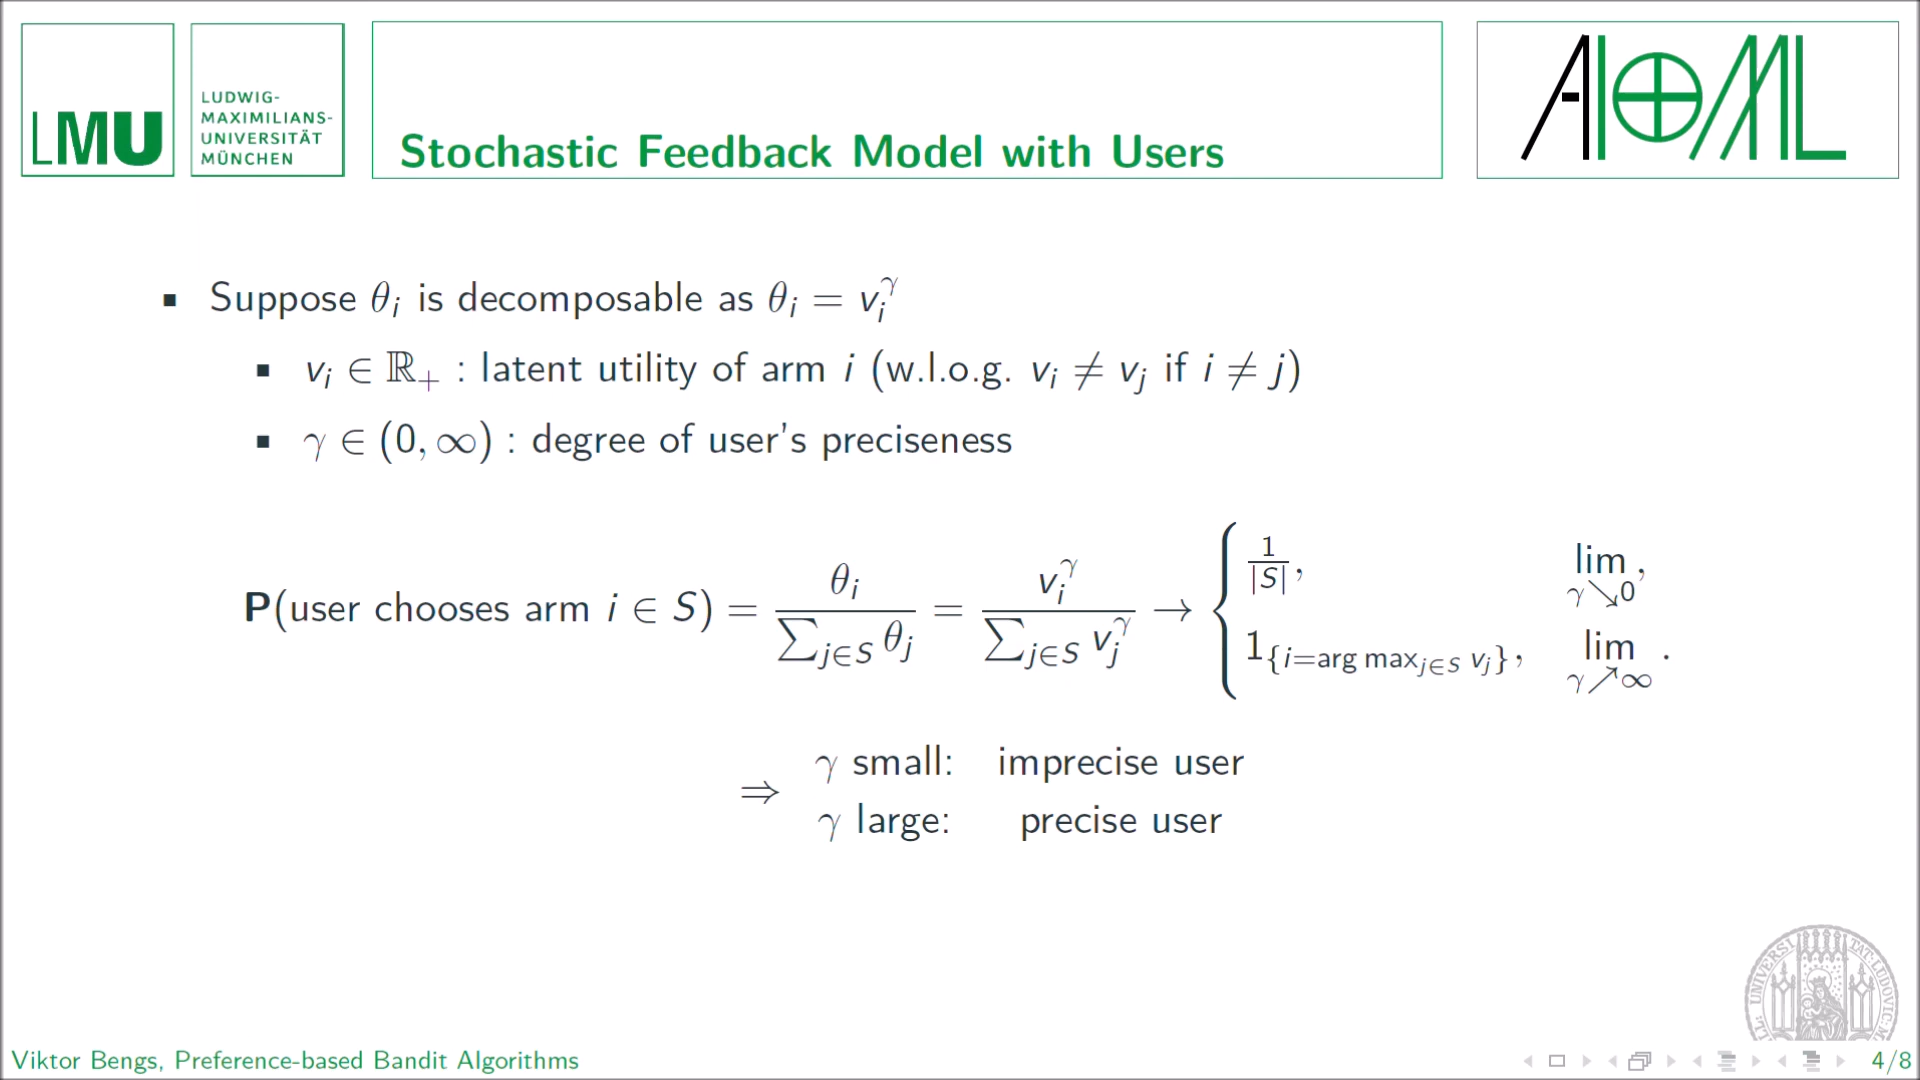 LMU
LUDWIG-
MAXIMILIANS-
UNIVERSITÄT
MÜNCHEN
Stochastic Feedback Model with Users
AI⊕ML
▪ Suppose θ_i is decomposable as θ_i = v_i^γ
▪ v_i ∈ ℝ_+ : latent utility of arm i (w.l.o.g. v_i ≠ v_j if i ≠ j)
▪ γ ∈ (0, ∞) : degree of user's preciseness
P(user chooses arm i ∈ S) = θ_i / ∑_{j∈S} θ_j = v_i^γ / ∑_{j∈S} v_j^γ → { 1/|S|, lim_{γ↘0},
1_{{i=arg max_{j∈S} v_j}}, lim_{γ↗∞}.
⇒ γ small: imprecise user
γ large: precise user
Viktor Bengs, Preference-based Bandit Algorithms
4/8